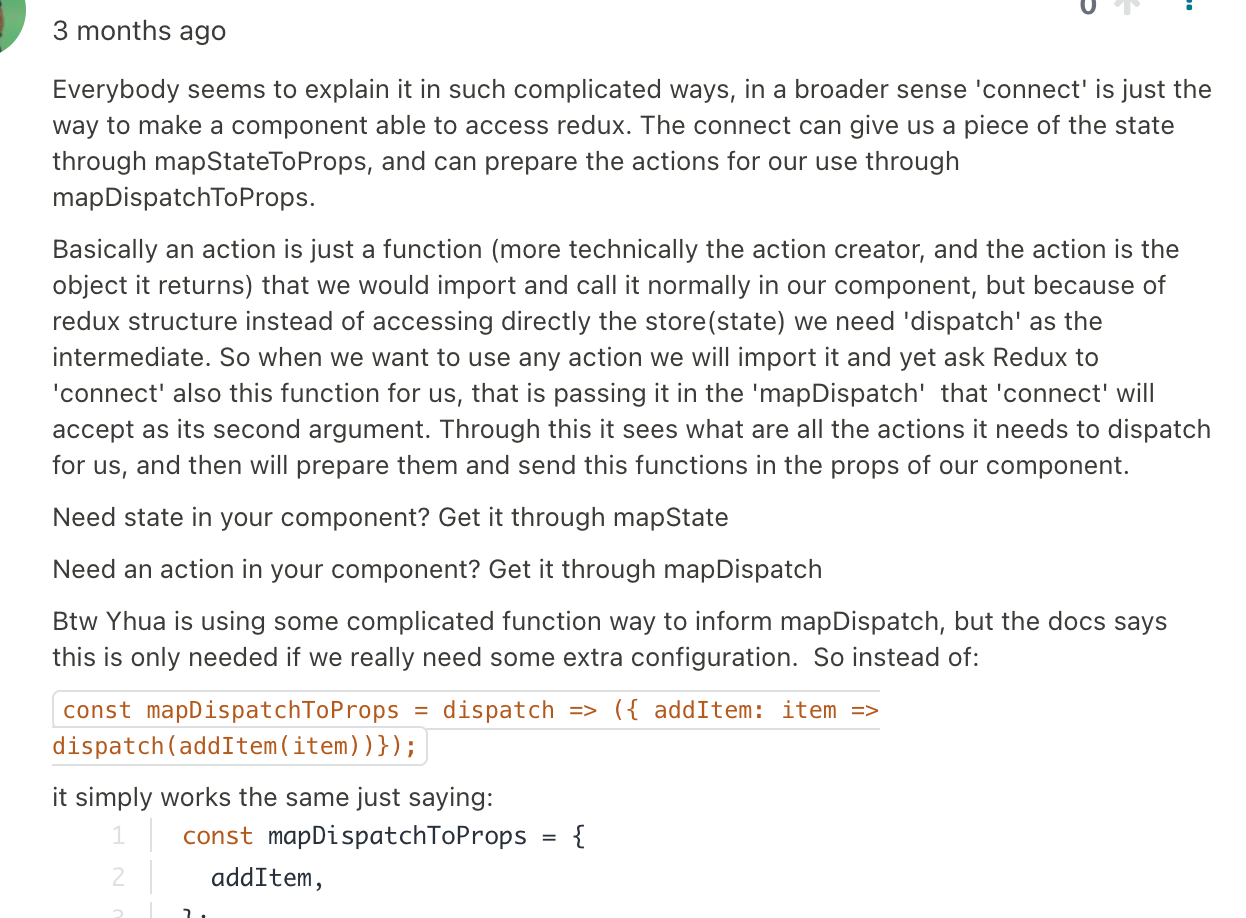 0
3 months ago
Everybody seems to explain it in such complicated ways, in a broader sense 'connect' is just the
way to make a component able to access redux. The connect can give us a piece of the state
through mapStateToProps, and can prepare the actions for our use through
mapDispatchToProps.
Basically an action is just a function (more technically the action creator, and the action is the
object it returns) that we would import and call it normally in our component, but because of
redux structure instead of accessing directly the store(state) we need 'dispatch' as the
intermediate. So when we want to use any action we will import it and yet ask Redux to
'connect' also this function for us, that is passing it in the 'mapDispatch'  that 'connect' will
accept as its second argument. Through this it sees what are all the actions it needs to dispatch
for us, and then will prepare them and send this functions in the props of our component.
Need state in your component? Get it through mapState
Need an action in your component? Get it through mapDispatch
Btw Yhua is using some complicated function way to inform mapDispatch, but the docs says
this is only needed if we really need some extra configuration.  So instead of:
const mapDispatchToProps = dispatch => ({ addItem: item =>
dispatch(addItem(item))});
it simply works the same just saying:
1 const mapDispatchToProps = {
2 addItem,
3 };